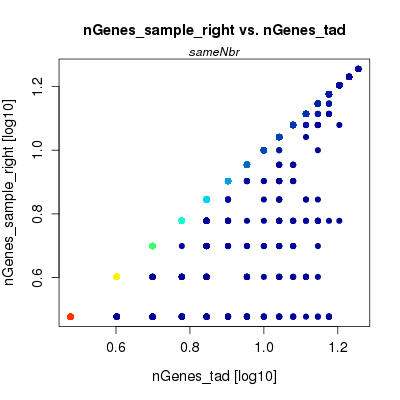 nGenes_sample_right vs. nGenes_tad
sameNbr
nGenes_sample_right [log10]
1.2
1.0
0.8
0.6
0.6 0.8 1.0 1.2
nGenes_tad [log10]